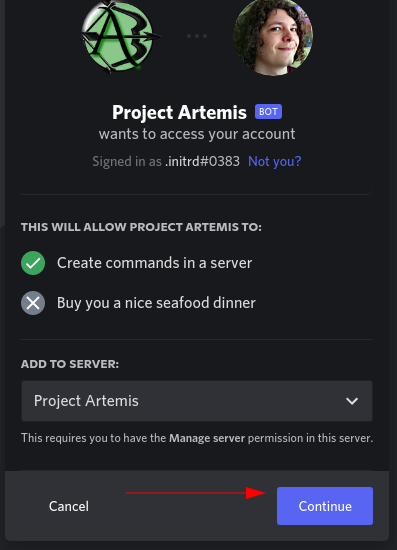 Project Artemis BOT
wants to access your account
Signed in as .initrd#0383 Not you?
THIS WILL ALLOW PROJECT ARTEMIS TO:
Create commands in a server
Buy you a nice seafood dinner
ADD TO SERVER:
Project Artemis
This requires you to have the Manage server permission in this server.
Cancel Continue